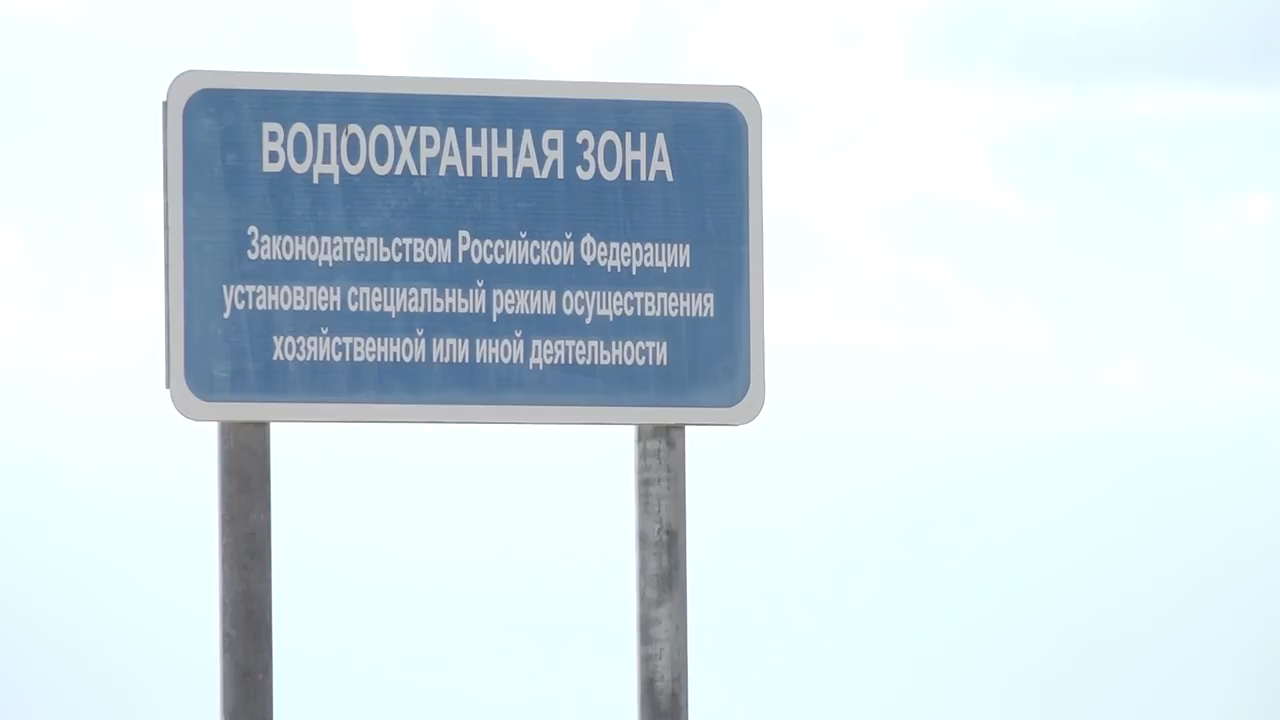 ВОДООХРАННАЯ ЗОНА
Законодательством Российской Федерации
установлен специальный режим осуществления
хозяйственной или иной деятельности